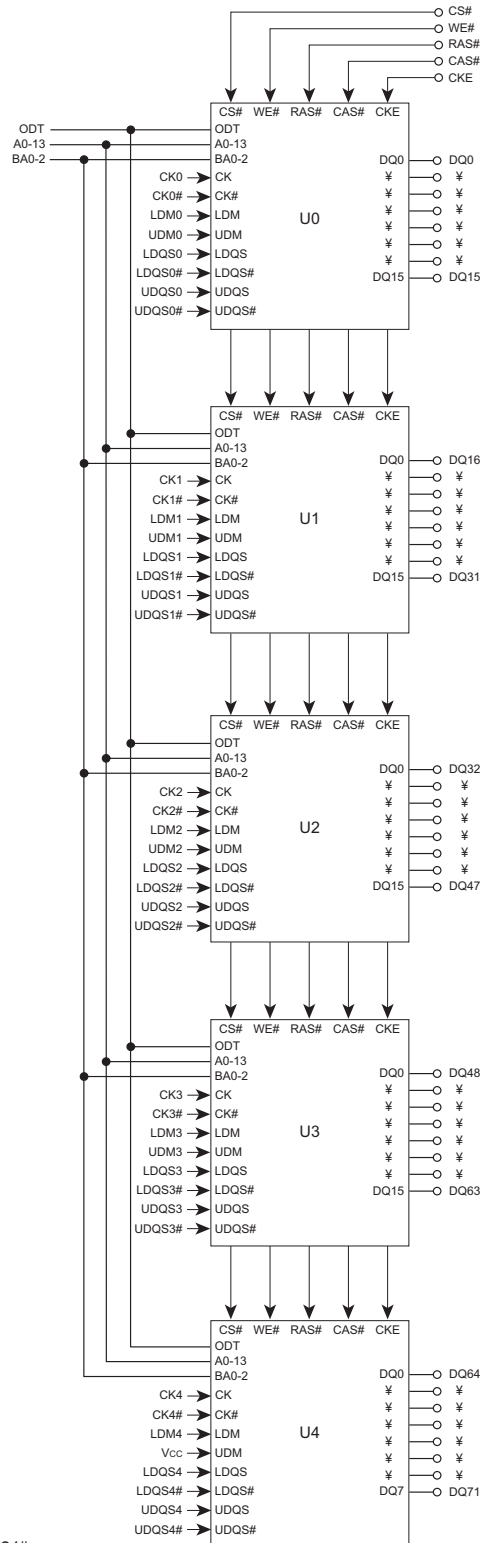 CS#
WE#
RAS#
CAS#
CKE
CS# WE# RAS# CAS# CKE
ODT ODT
A0-13 A0-13
BA0-2 BA0-2 DQ0 DQ0
CK0 CK ¥ ¥
CK0# CK# ¥ ¥
LDM0 LDM ¥ ¥
UDM0 UDM U0 ¥ ¥
LDQS0 LDQS ¥ ¥
LDQS0# LDQS# ¥ ¥
UDQS0 UDQS DQ15 DQ15
UDQS0# UDQS#
CS# WE# RAS# CAS# CKE
ODT
A0-13
BA0-2 DQ0 DQ16
CK1 CK ¥ ¥
CK1# CK# ¥ ¥
LDM1 LDM ¥ ¥
UDM1 UDM U1 ¥ ¥
LDQS1 LDQS ¥ ¥
LDQS1# LDQS# ¥ ¥
UDQS1 UDQS DQ15 DQ31
UDQS1# UDQS#
CS# WE# RAS# CAS# CKE
ODT
A0-13
BA0-2 DQ0 DQ32
CK2 CK ¥ ¥
CK2# CK# ¥ ¥
LDM2 LDM ¥ ¥
UDM2 UDM U2 ¥ ¥
LDQS2 LDQS ¥ ¥
LDQS2# LDQS# ¥ ¥
UDQS2 UDQS DQ15 DQ47
UDQS2# UDQS#
CS# WE# RAS# CAS# CKE
ODT
A0-13
BA0-2 DQ0 DQ48
CK3 CK ¥ ¥
CK3# CK# ¥ ¥
LDM3 LDM ¥ ¥
UDM3 UDM U3 ¥ ¥
LDQS3 LDQS ¥ ¥
LDQS3# LDQS# ¥ ¥
UDQS3 UDQS DQ15 DQ63
UDQS3# UDQS#
CS# WE# RAS# CAS# CKE
ODT
A0-13
BA0-2 DQ0 DQ64
CK4 CK ¥ ¥
CK4# CK# ¥ ¥
LDM4 LDM ¥ ¥
VCC UDM U4 ¥ ¥
LDQS4 LDQS ¥ ¥
LDQS4# LDQS# ¥ ¥
UDQS4 UDQS DQ7 DQ71
UDQS4# UDQS#